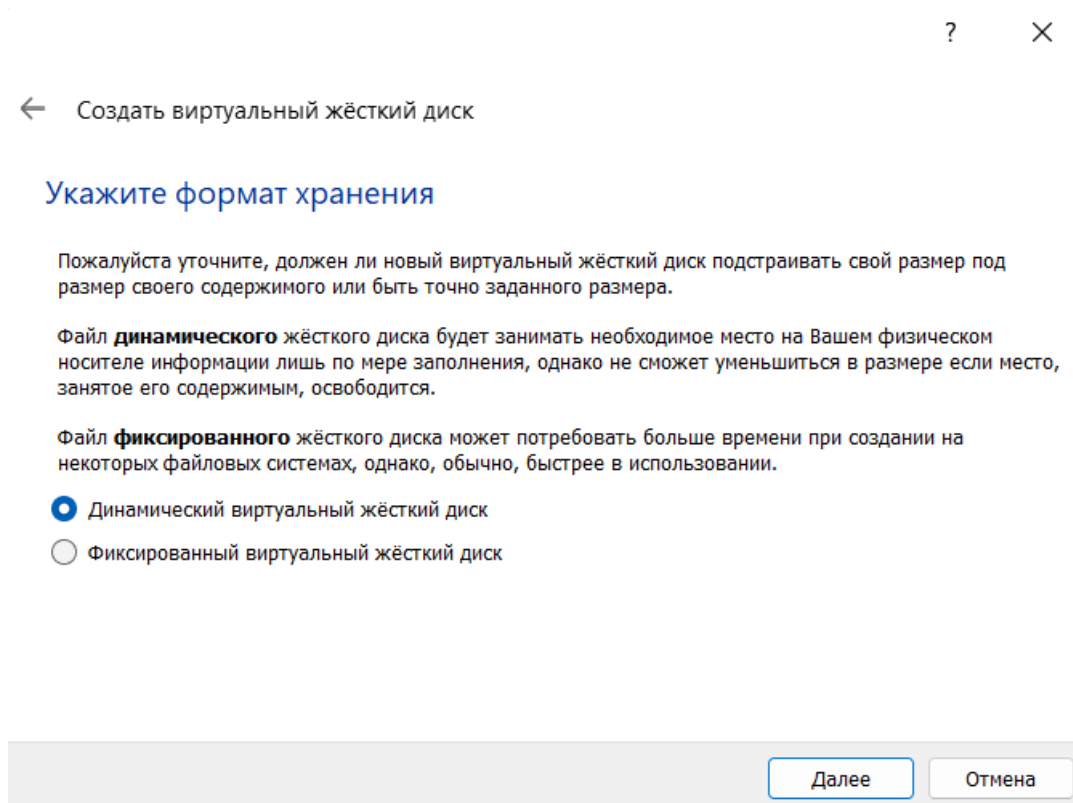 ?
Создать виртуальный жёсткий диск
Укажите формат хранения
Пожалуйста уточните, должен ли новый виртуальный жёсткий диск подстраивать свой размер под
размер своего содержимого или быть точно заданного размера.
Файл динамического жёсткого диска будет занимать необходимое место на Вашем физическом
носителе информации лишь по мере заполнения, однако не сможет уменьшиться в размере если место,
занятое его содержимым, освободится.
Файл фиксированного жёсткого диска может потребовать больше времени при создании на
некоторых файловых системах, однако, обычно, быстрее в использовании.
Динамический виртуальный жёсткий диск
Фиксированный виртуальный жёсткий диск
Далее
Отмена